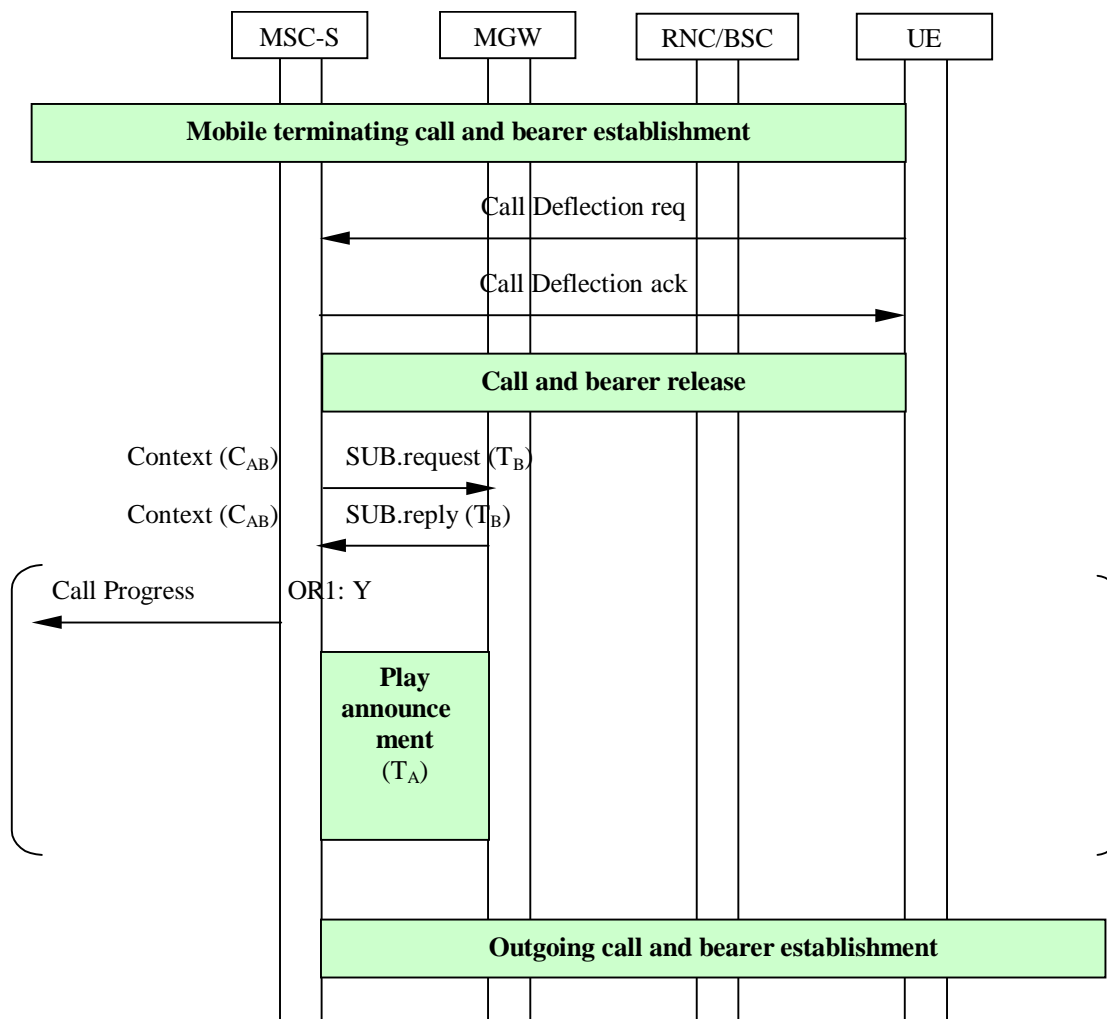 MSC-S MGW RNC/BSC UE
Mobile terminating call and bearer establishment
Call Deflection req
Call Deflection ack
Call and bearer release
Context (C_AB) SUB.request (T_B)
Context (C_AB) SUB.reply (T_B)
Call Progress OR1: Y
Play
announce
ment
(T_A)
Outgoing call and bearer establishment